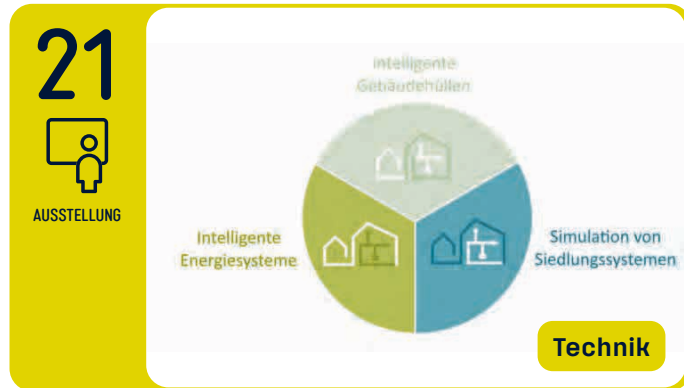 21
AUSSTELLUNG
Intelligente
Gebäudehüllen
Intelligente
Energiesysteme
Simulation von
Siedlungssystemen
Technik